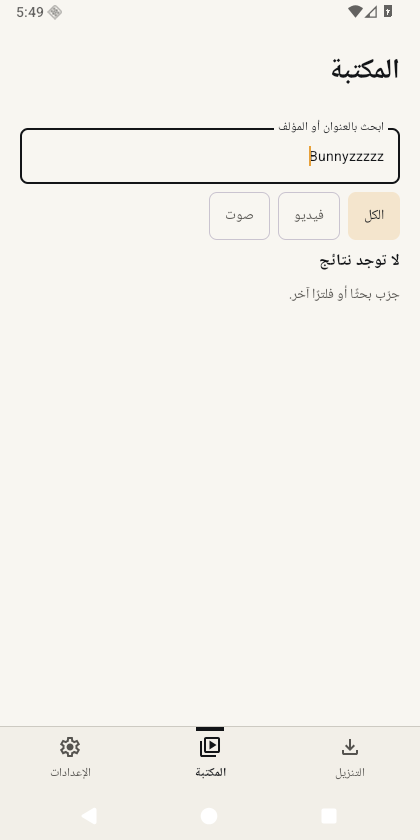 5:49
المكتبة
ابحث بالعنوان أو المؤلف
Bunnyzzzzz
الكل
فيديو
صوت
لا توجد نتائج
جرّب بحثًا أو فلترًا آخر.
التنزيل
المكتبة
الإعدادات